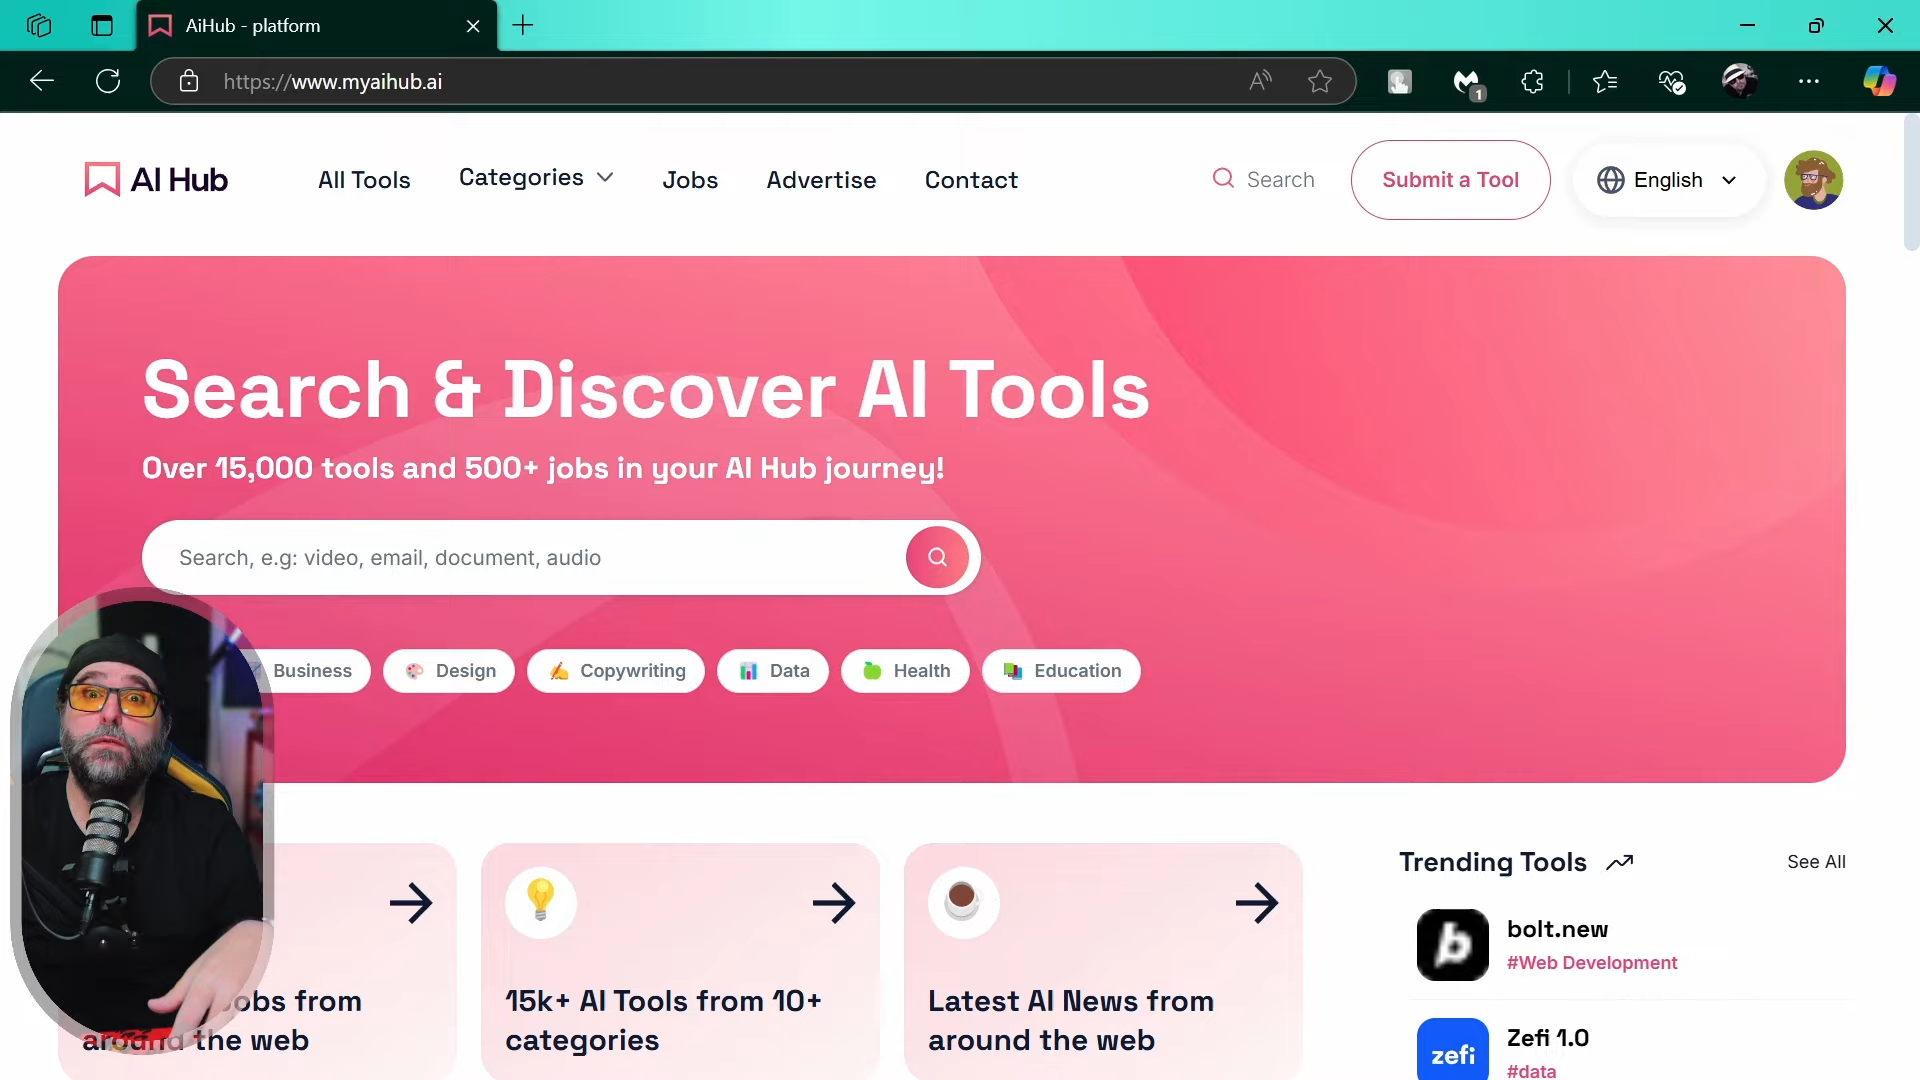 AiHub - platform
https://www.myaihub.ai
1
AI Hub
All Tools
Categories
Jobs
Advertise
Contact
Search
Submit a Tool
English
Search & Discover AI Tools
Over 15,000 tools and 500+ jobs in your AI Hub journey!
Search, e.g: video, email, document, audio
Business
Design
Copywriting
Data
Health
Education
obs from
around the web
15k+ AI Tools from 10+
categories
Latest AI News from
around the web
Trending Tools
See All
b
bolt.new
#Web Development
zefi
Zefi 1.0
#data